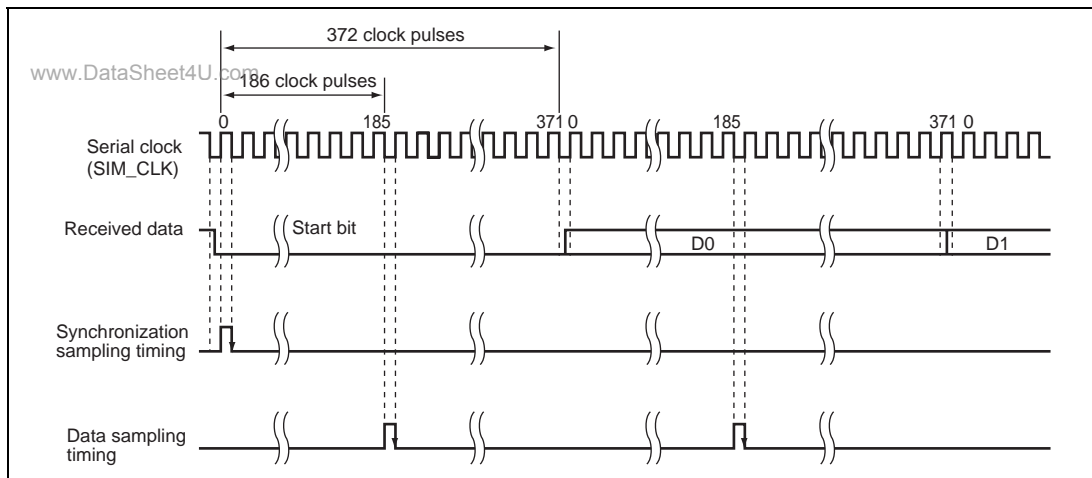 372 clock pulses
www.DataSheet4U.com
186 clock pulses
0 185 371 0 185 371 0
Serial clock
(SIM_CLK)
Received data
Start bit
D0
D1
Synchronization
sampling timing
Data sampling
timing